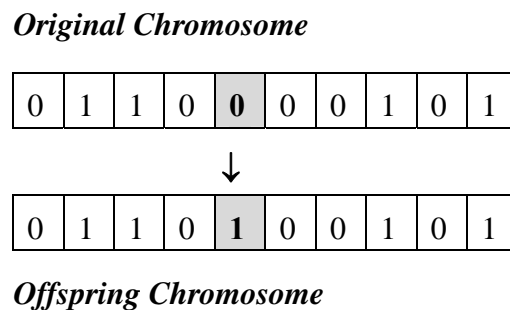 Original Chromosome
0 1 1 0 0 0 0 1 0 1
↓
0 1 1 0 1 0 0 1 0 1
Offspring Chromosome